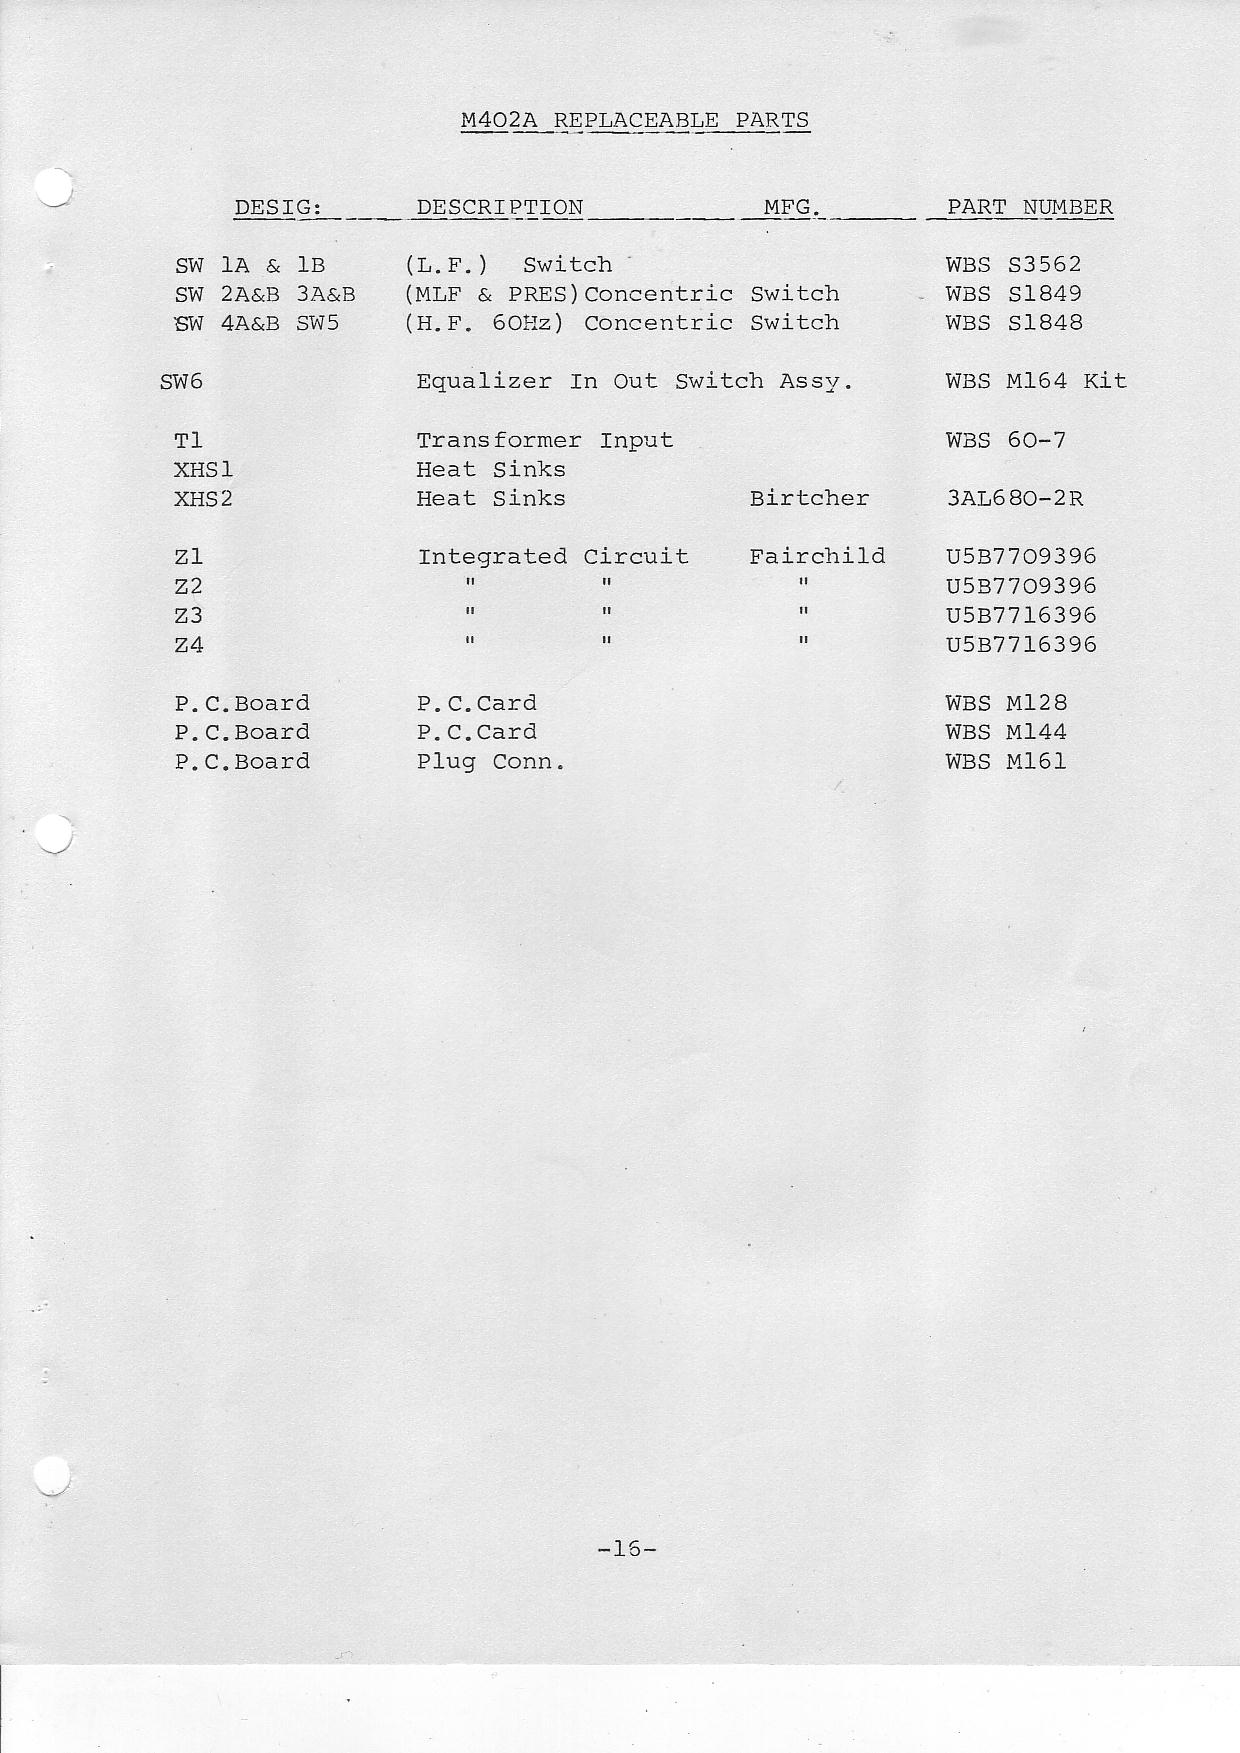 M402A REPLACEABLE PARTS
DESIG: DESCRIPTION MFG. PART NUMBER
SW 1A & 1B (L.F.) Switch WBS S3562
SW 2A&B 3A&B (MLF & PRES)Concentric Switch WBS S1849
SW 4A&B SW5 (H.F. 60Hz) Concentric Switch WBS S1848
SW6 Equalizer In Out Switch Assy. WBS M164 Kit
T1 Transformer Input WBS 60-7
XHS1 Heat Sinks
XHS2 Heat Sinks Birtcher 3AL680-2R
Z1 Integrated Circuit Fairchild U5B7709396
Z2 " " " U5B7709396
Z3 " " " U5B7716396
Z4 " " " U5B7716396
P.C.Board P.C.Card WBS M128
P.C.Board P.C.Card WBS M144
P.C.Board Plug Conn. WBS M161
-16-